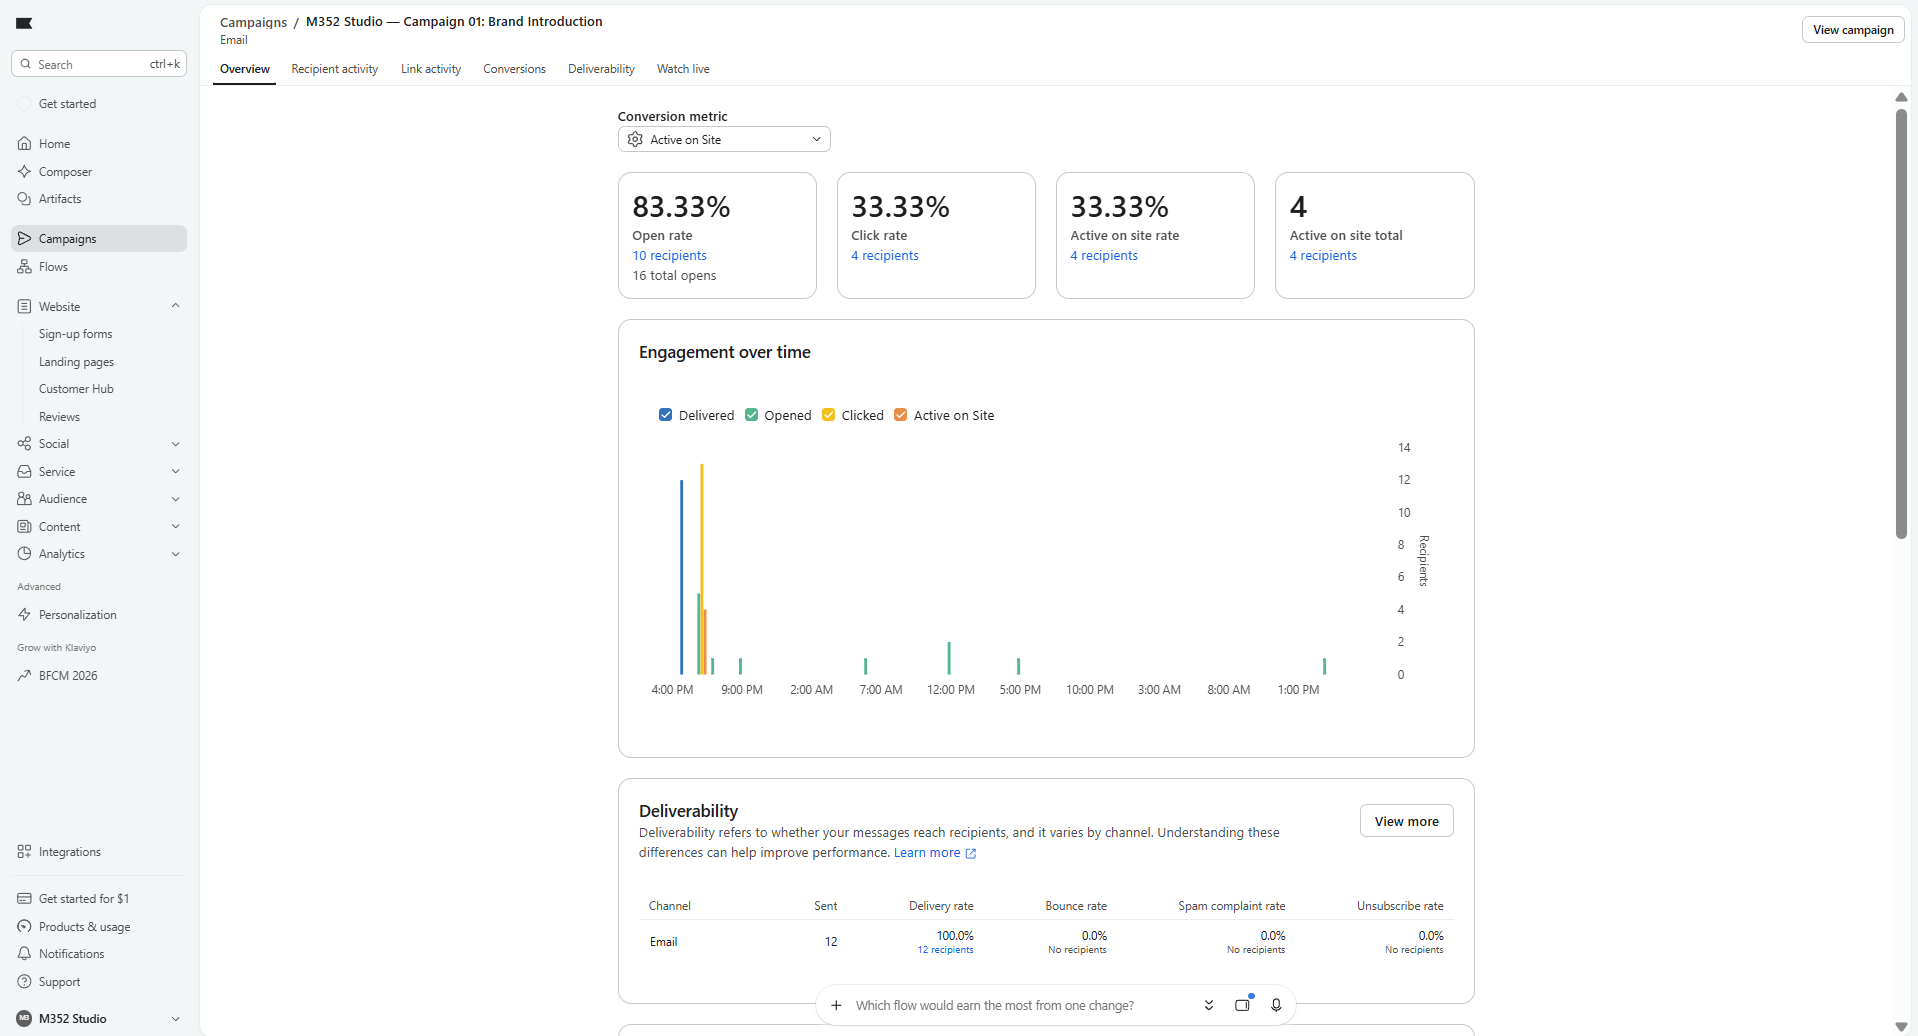 Search ctrl+k
Get started
Home
Composer
Artifacts
Campaigns
Flows
Website
Sign-up forms
Landing pages
Customer Hub
Reviews
Social
Service
Audience
Content
Analytics
Advanced
Personalization
Grow with Klaviyo
BFCM 2026
Integrations
Get started for $1
Products & usage
Notifications
Support
M3 M352 Studio
Campaigns / M352 Studio — Campaign 01: Brand Introduction
Email
View campaign
Overview Recipient activity Link activity Conversions Deliverability Watch live
Conversion metric
Active on Site
83.33%
Open rate
10 recipients
16 total opens
33.33%
Click rate
4 recipients
33.33%
Active on site rate
4 recipients
4
Active on site total
4 recipients
Engagement over time
Delivered Opened Clicked Active on Site
14
12
10
8
6
4
2
0
Recipients
4:00 PM 9:00 PM 2:00 AM 7:00 AM 12:00 PM 5:00 PM 10:00 PM 3:00 AM 8:00 AM 1:00 PM
Deliverability
View more
Deliverability refers to whether your messages reach recipients, and it varies by channel. Understanding these
differences can help improve performance. Learn more
Channel Sent Delivery rate Bounce rate Spam complaint rate Unsubscribe rate
Email 12 100.0% 0.0% 0.0% 0.0%
12 recipients No recipients No recipients No recipients
Which flow would earn the most from one change?